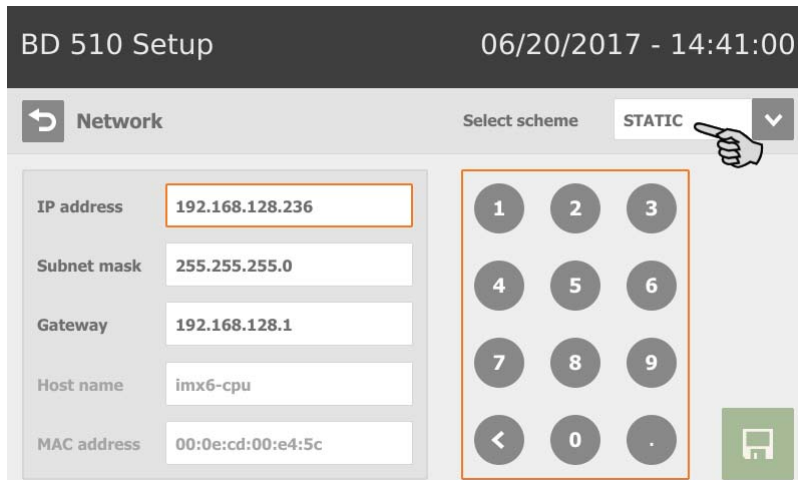 BD 510 Setup 06/20/2017 - 14:41:00
Network Select scheme STATIC
IP address 192.168.128.236
Subnet mask 255.255.255.0
Gateway 192.168.128.1
Host name imx6-cpu
MAC address 00:0e:cd:00:e4:5c
1 2 3
4 5 6
7 8 9
< 0 .